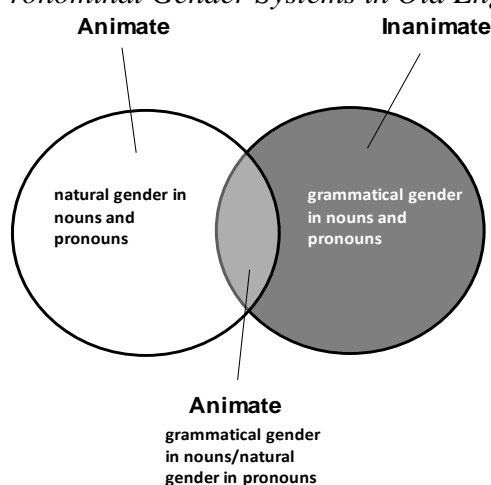 ronominal Gender Systems in Old Eng
Animate
Inanimate
natural gender in
nouns and
pronouns
grammatical gender
in nouns and
pronouns
Animate
grammatical gender
in nouns/natural
gender in pronouns